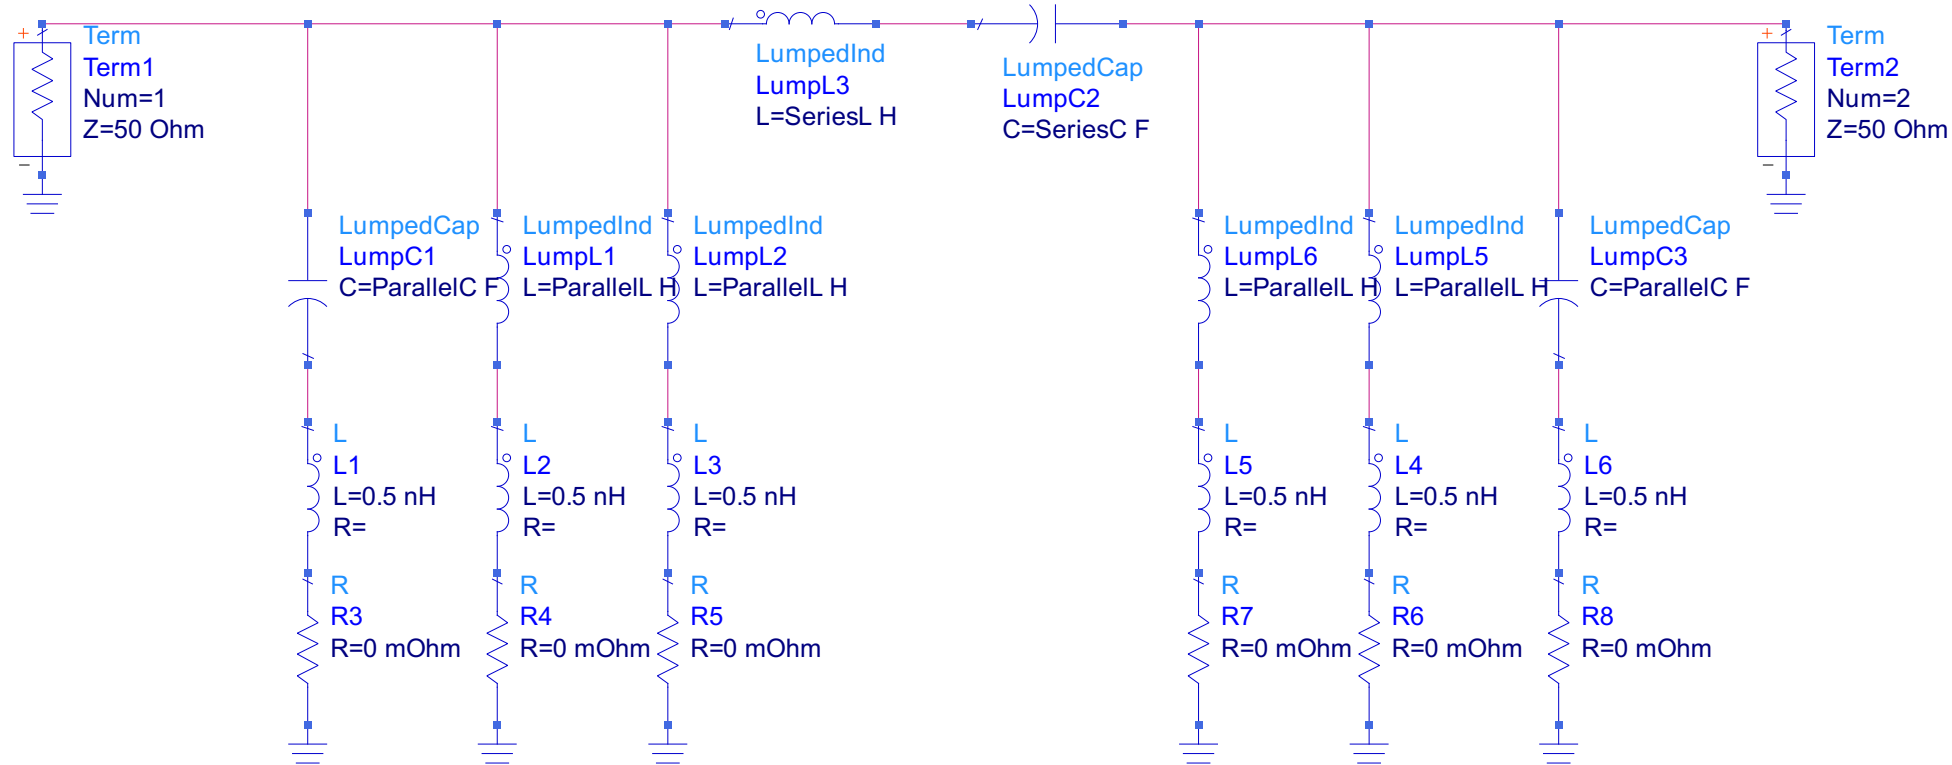 +
Term
Term1
Num=1
Z=50 Ohm
−
LumpedInd
LumpL3
L=SeriesL H
LumpedCap
LumpC2
C=SeriesC F
+
Term
Term2
Num=2
Z=50 Ohm
−
LumpedCap
LumpC1
C=ParallelC F
LumpedInd
LumpL1
L=ParallelL H
LumpedInd
LumpL2
L=ParallelL H
LumpedInd
LumpL6
L=ParallelL H
LumpedInd
LumpL5
L=ParallelL H
LumpedCap
LumpC3
C=ParallelC F
L
L1
L=0.5 nH
R=
L
L2
L=0.5 nH
R=
L
L3
L=0.5 nH
R=
L
L5
L=0.5 nH
R=
L
L4
L=0.5 nH
R=
L
L6
L=0.5 nH
R=
R
R3
R=0 mOhm
R
R4
R=0 mOhm
R
R5
R=0 mOhm
R
R7
R=0 mOhm
R
R6
R=0 mOhm
R
R8
R=0 mOhm